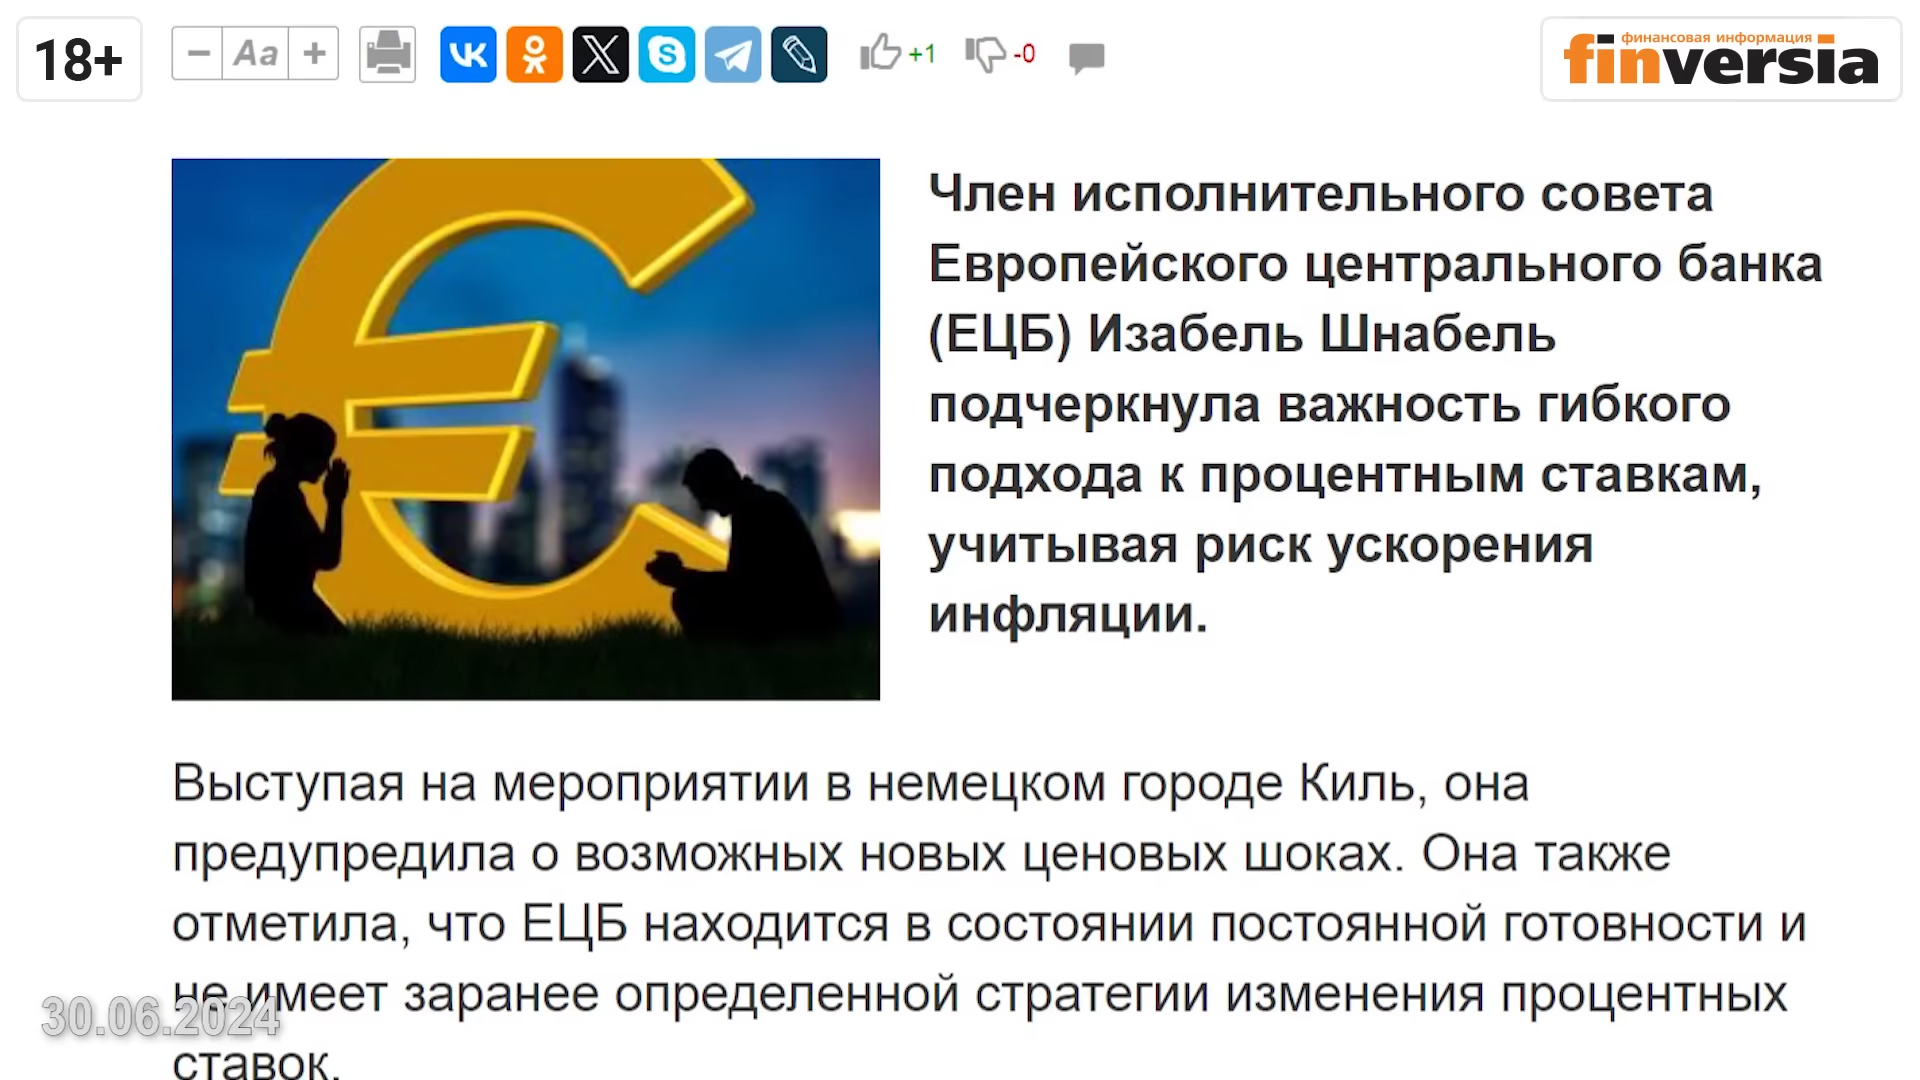 18+
− Aa +
+1
-0
финансовая информация
finversia
Член исполнительного совета
Европейского центрального банка
(ЕЦБ) Изабель Шнабель
подчеркнула важность гибкого
подхода к процентным ставкам,
учитывая риск ускорения
инфляции.
Выступая на мероприятии в немецком городе Киль, она
предупредила о возможных новых ценовых шоках. Она также
отметила, что ЕЦБ находится в состоянии постоянной готовности и
не имеет заранее определенной стратегии изменения процентных
ставок.
30.06.2024